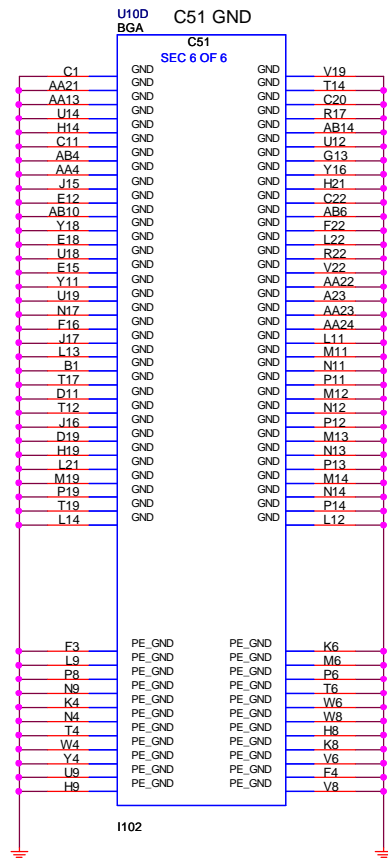 U10D C51 GND
BGA
C51
SEC 6 OF 6
C1 GND GND V19
AA21 GND GND T14
AA13 GND GND C20
U14 GND GND R17
H14 GND GND AB14
C11 GND GND U12
AB4 GND GND G13
AA4 GND GND Y16
J15 GND GND H21
E12 GND GND C22
AB10 GND GND AB6
Y18 GND GND F22
E18 GND GND L22
U18 GND GND R22
E15 GND GND V22
Y11 GND GND AA22
U19 GND GND A23
N17 GND GND AA23
F16 GND GND AA24
J17 GND GND L11
L13 GND GND M11
B1 GND GND N11
T17 GND GND P11
D11 GND GND M12
T12 GND GND N12
J16 GND GND P12
D19 GND GND M13
H19 GND GND N13
L21 GND GND P13
M19 GND GND M14
P19 GND GND N14
T19 GND GND P14
L14 GND GND L12
F3 PE_GND PE_GND K6
L9 PE_GND PE_GND M6
P8 PE_GND PE_GND P6
N9 PE_GND PE_GND T6
K4 PE_GND PE_GND W6
N4 PE_GND PE_GND W8
T4 PE_GND PE_GND H8
W4 PE_GND PE_GND K8
Y4 PE_GND PE_GND V6
U9 PE_GND PE_GND F4
H9 PE_GND PE_GND V8
I102